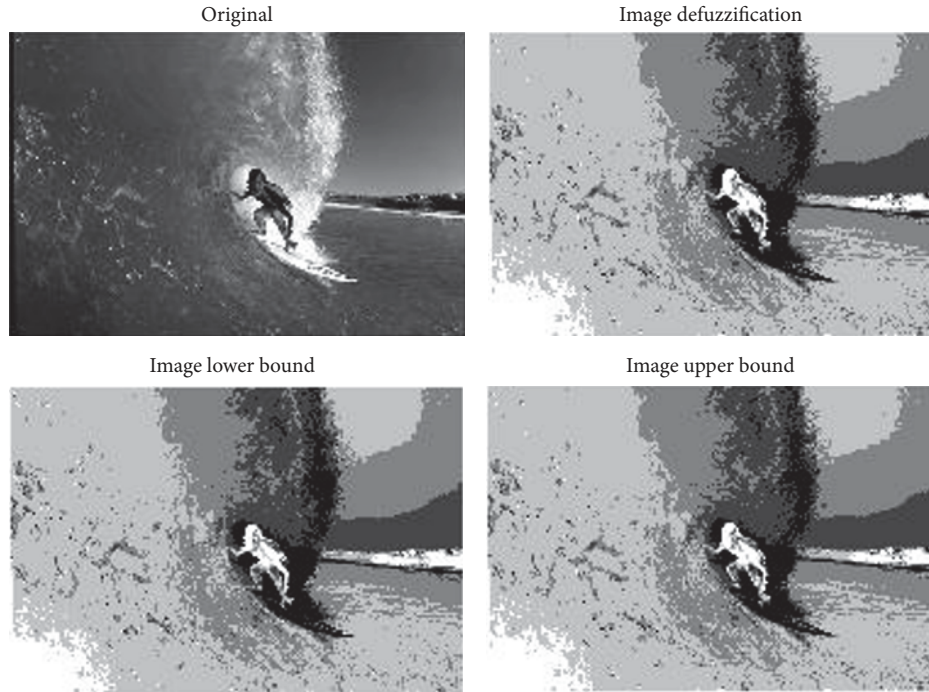 Original
Image defuzzification
Image lower bound
Image upper bound